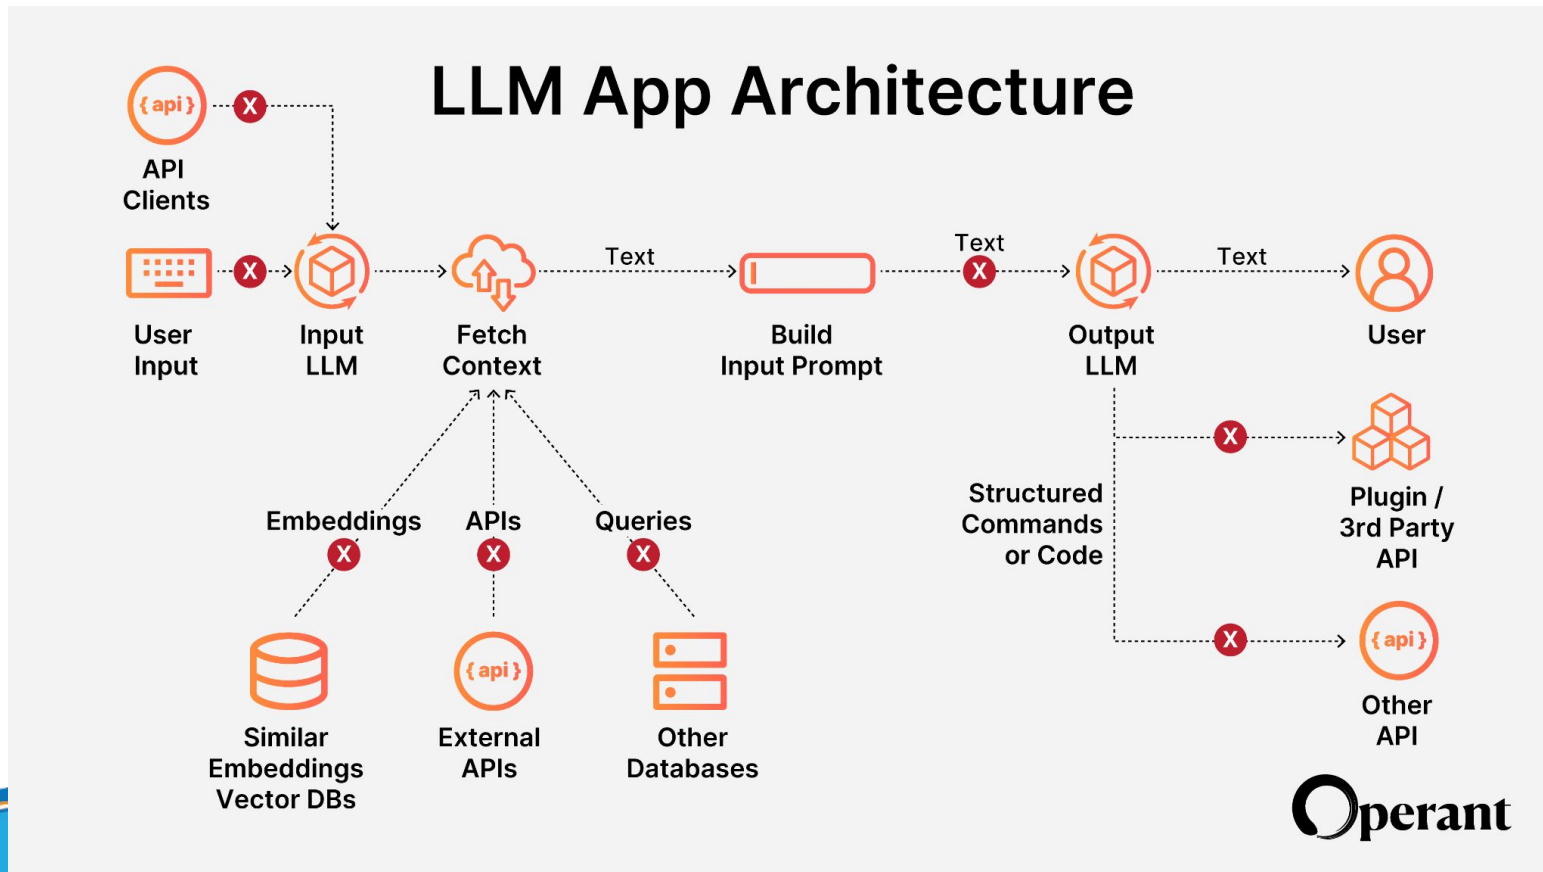 LLM App Architecture
{ api }
X
API
Clients
X
User
Input
Input
LLM
Fetch
Context
Text
Build
Input Prompt
Text
X
Output
LLM
Text
User
Embeddings
X
APIs
X
Queries
X
Similar
Embeddings
Vector DBs
{ api }
External
APIs
Other
Databases
Structured
Commands
or Code
X
Plugin /
3rd Party
API
X
{ api }
Other
API
Operant